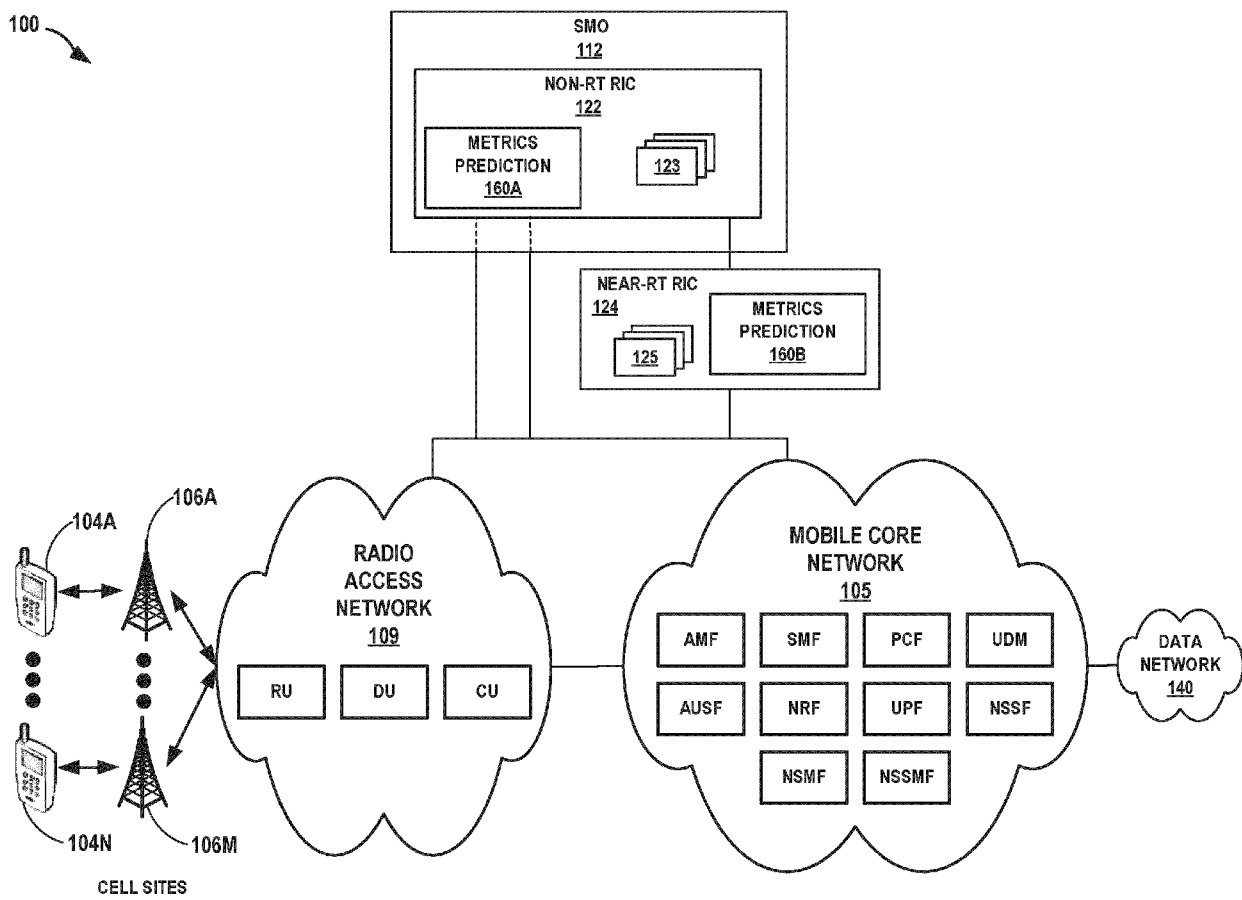 100
SMO
112
NON-RT RIC
122
METRICS
PREDICTION
160A
123
NEAR-RT RIC
124
125
METRICS
PREDICTION
160B
104A
106A
RADIO
ACCESS
NETWORK
109
RU
DU
CU
MOBILE CORE
NETWORK
105
AMF
SMF
PCF
UDM
AUSF
NRF
UPF
NSSF
NSMF
NSSMF
DATA
NETWORK
140
104N
106M
CELL SITES